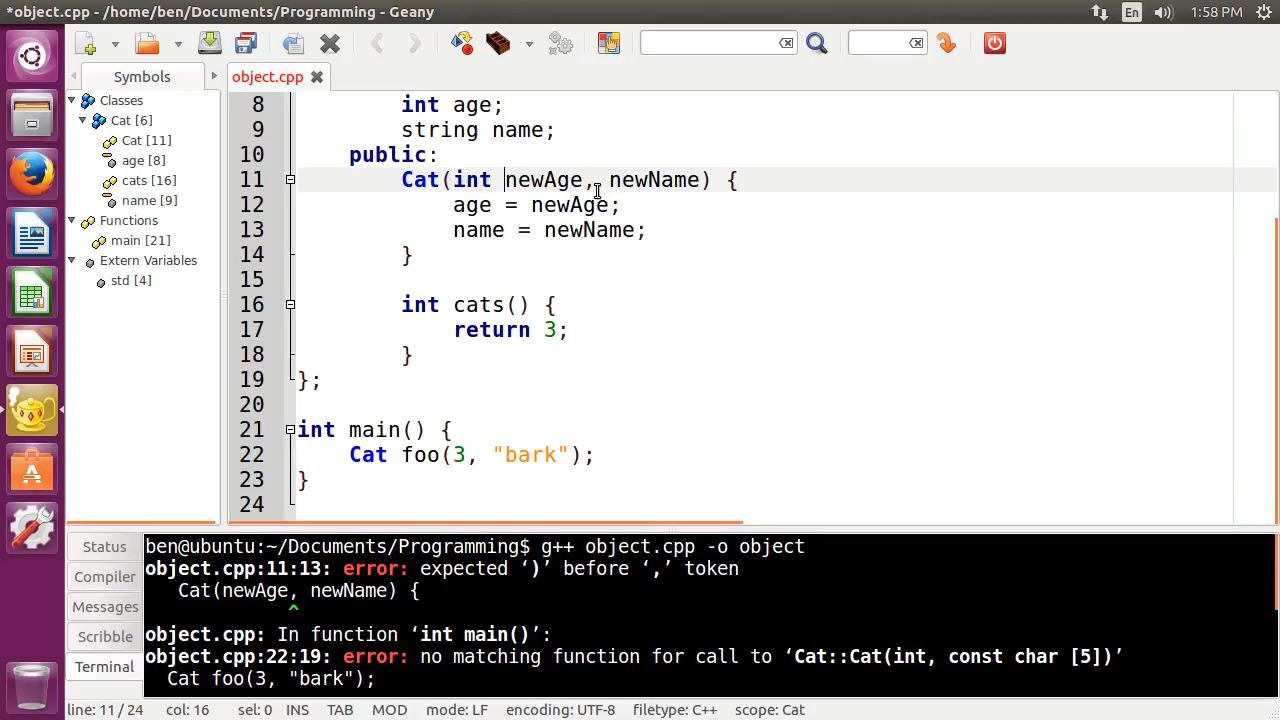 *object.cpp - /home/ben/Documents/Programming - Geany
En
1:58 PM
Symbols
object.cpp
Classes
Cat [6]
Cat [11]
age [8]
cats [16]
name [9]
Functions
main [21]
Extern Variables
std [4]
8 int age;
9 string name;
10 public:
11 Cat(int newAge, newName) {
12 age = newAge;
13 name = newName;
14 }
15
16 int cats() {
17 return 3;
18 }
19 };
20
21 int main() {
22 Cat foo(3, "bark");
23 }
24
Status
Compiler
Messages
Scribble
Terminal
ben@ubuntu:~/Documents/Programming$ g++ object.cpp -o object
object.cpp:11:13: error: expected ‘)’ before ‘,’ token
Cat(newAge, newName) {
^
object.cpp: In function ‘int main()’:
object.cpp:22:19: error: no matching function for call to ‘Cat::Cat(int, const char [5])’
Cat foo(3, "bark");
line: 11 / 24 col: 16 sel: 0 INS TAB MOD mode: LF encoding: UTF-8 filetype: C++ scope: Cat